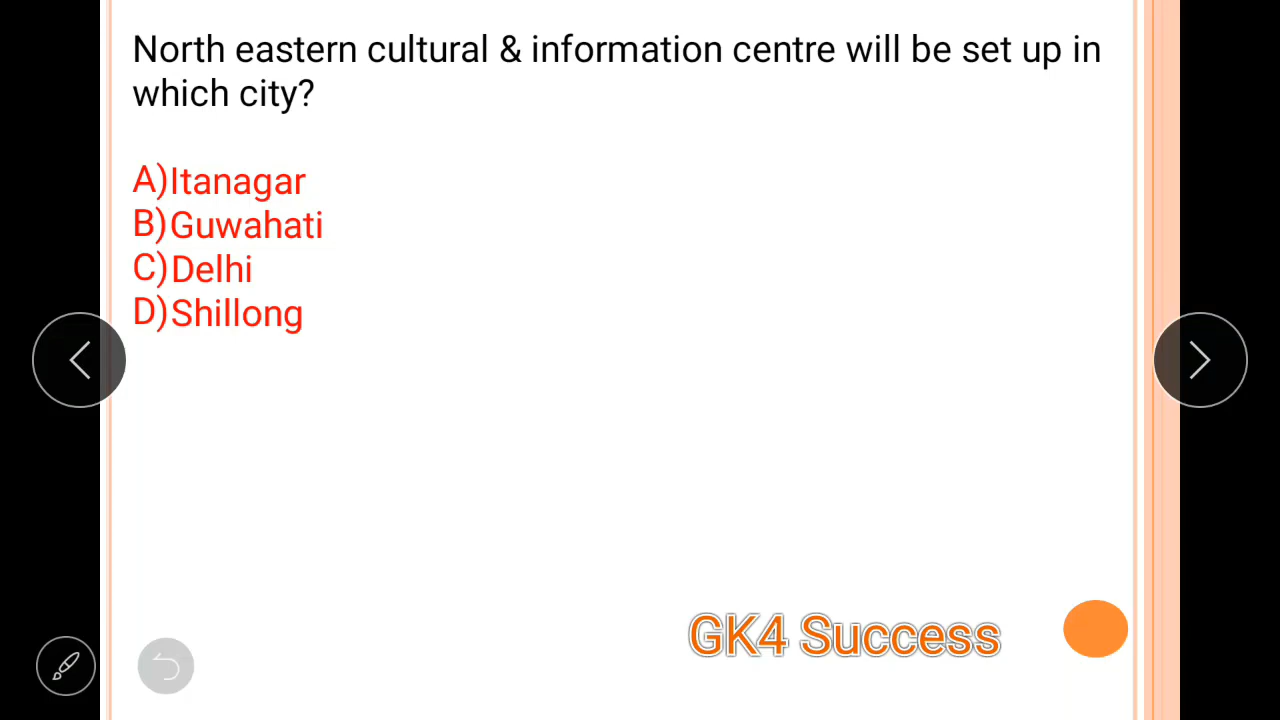 North eastern cultural & information centre will be set up in
which city?
A)Itanagar
B)Guwahati
C)Delhi
D)Shillong
GK4 Success